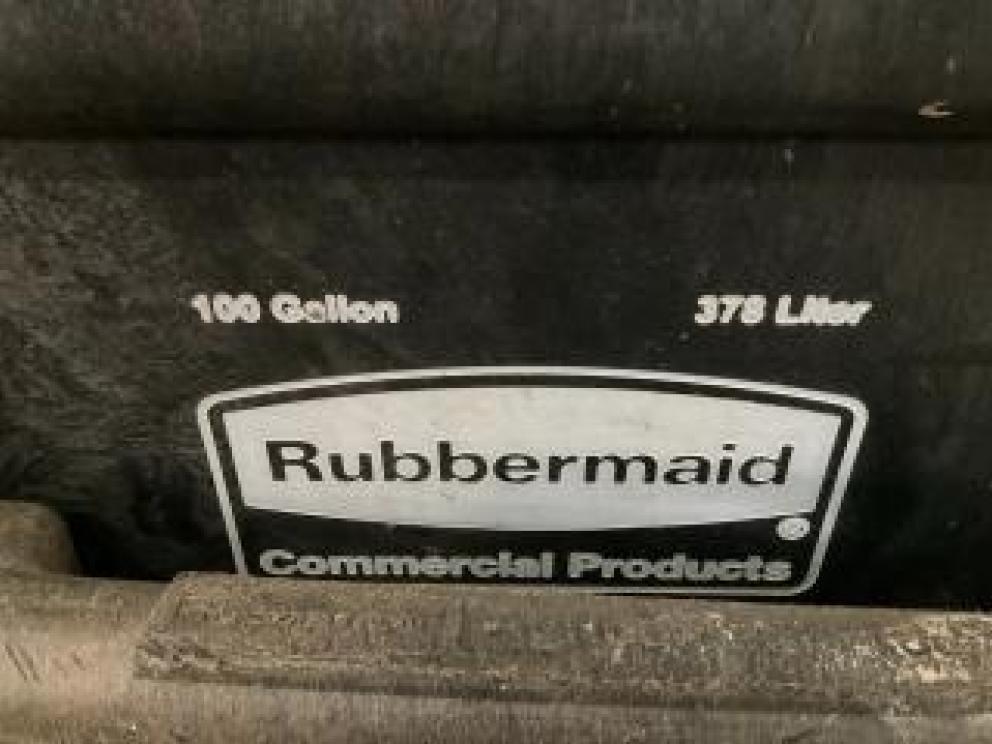 100 Gallon 378 Liter
Rubbermaid
®
Commercial Products